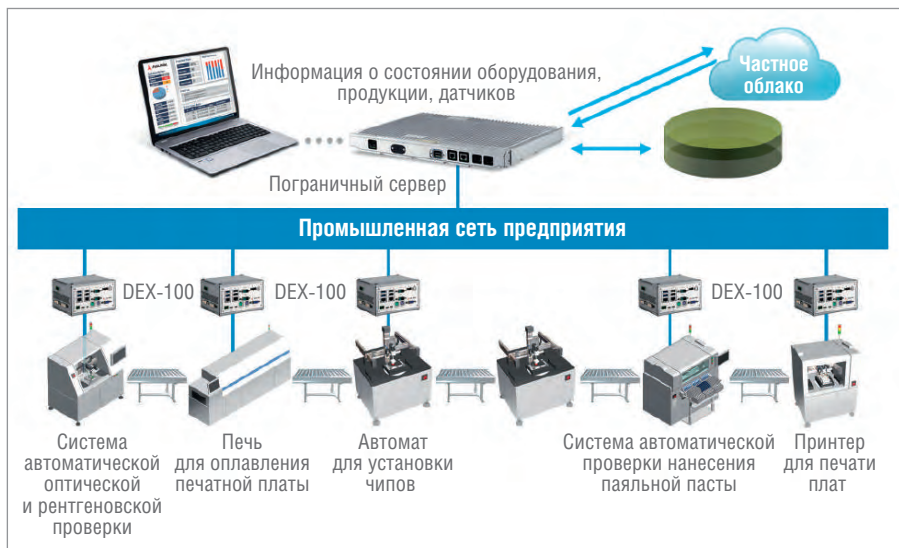 Информация о состоянии оборудования,
продукции, датчиков
Частное
облако
Пограничный сервер
Промышленная сеть предприятия
DEX-100
DEX-100
DEX-100
Система
автоматической
оптической
и рентгеновской
проверки
Печь
для оплавления
печатной платы
Автомат
для установки
чипов
Система автоматической
проверки нанесения
паяльной пасты
Принтер
для печати
плат